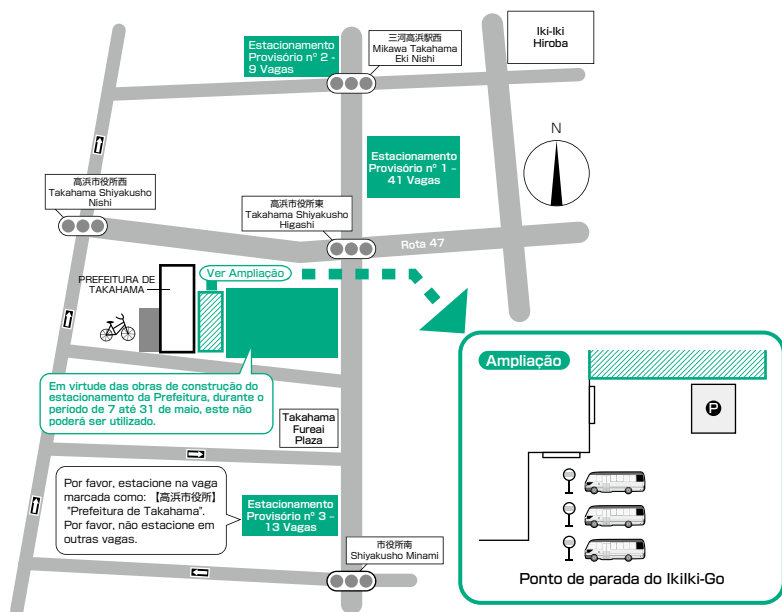 Estacionamento
Provisório nº 2 -
9 Vagas
三河高浜駅西
Mikawa Takahama
Eki Nishi
Iki-Iki
Hiroba
Estacionamento
Provisório nº 1 –
41 Vagas
N
高浜市役所西
Takahama Shiyakusho
Nishi
高浜市役所東
Takahama Shiyakusho
Higashi
Rota 47
PREFEITURA DE
TAKAHAMA
Ver Ampliação
Em virtude das obras de construção do
estacionamento da Prefeitura, durante o
período de 7 até 31 de maio, este não
poderá ser utilizado.
Takahama
Fureai
Plaza
Por favor, estacione na vaga
marcada como: 【高浜市役所】
"Prefeitura de Takahama".
Por favor, não estacione em
outras vagas.
Estacionamento
Provisório nº 3 –
13 Vagas
市役所南
Shiyakusho Minami
Ampliação
P
Ponto de parada do IkiIki-Go